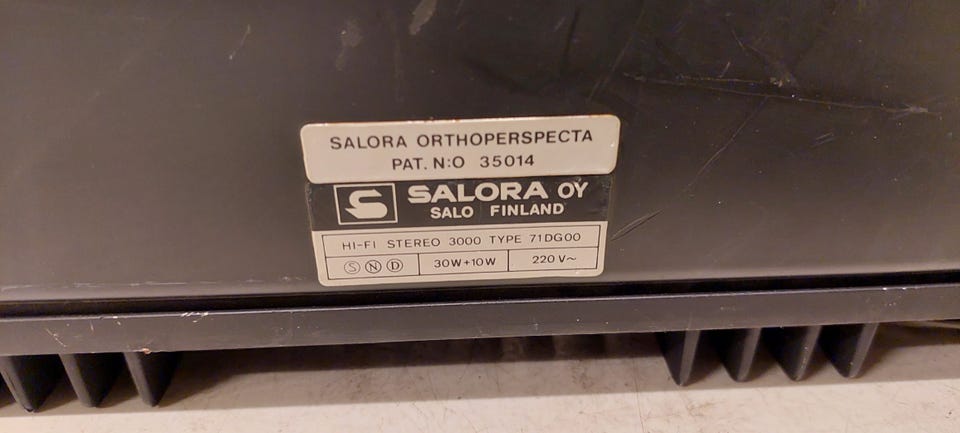 SALORA ORTHOPERSPECTA
PAT. N:O 35014
S SALORA OY
SALO FINLAND
HI-FI STEREO 3000 TYPE 71DG00
S N D 30W+10W 220 V~